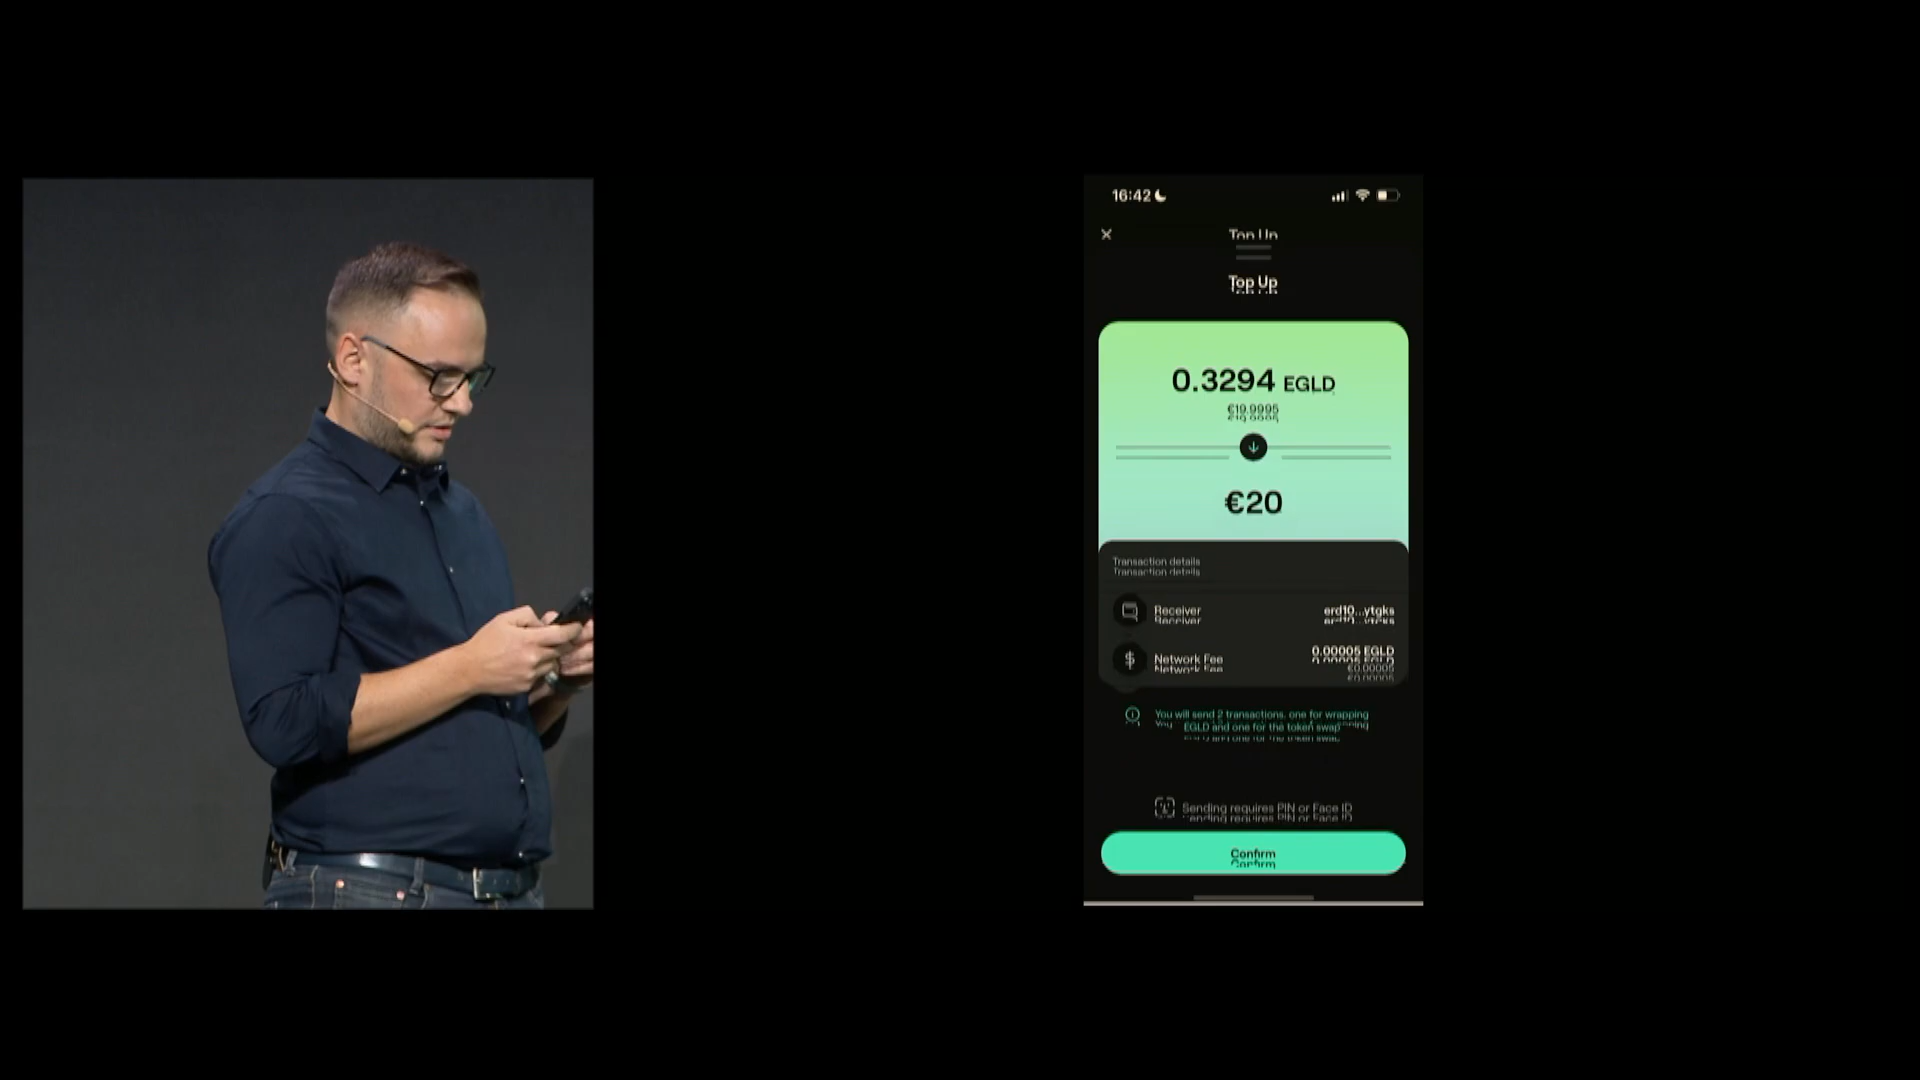 16:42
Top Up
Top Up
0.3294 EGLD
€19.9995
€20
Transaction details
Receiver
erd10...ytgks
Network Fee
0.00005 EGLD
€0.00005
You will send 2 transactions, one for wrapping
EGLD and one for the token swap
Sending requires PIN or Face ID
Confirm